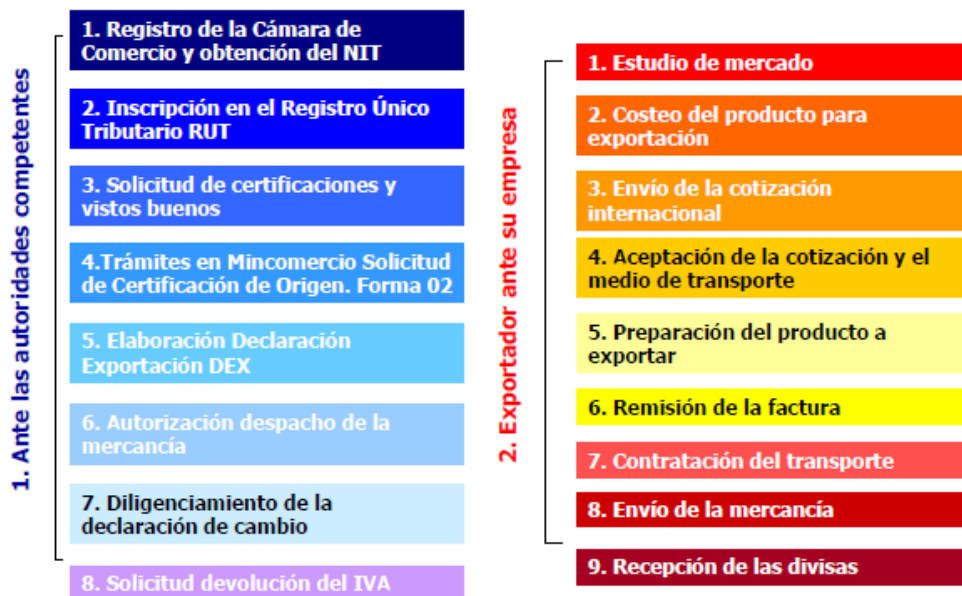 1. Ante las autoridades competentes
1. Registro de la Cámara de
Comercio y obtención del NIT
2. Inscripción en el Registro Único
Tributario RUT
3. Solicitud de certificaciones y
vistos buenos
4.Trámites en Mincomercio Solicitud
de Certificación de Origen. Forma 02
5. Elaboración Declaración
Exportación DEX
6. Autorización despacho de la
mercancía
7. Diligenciamiento de la
declaración de cambio
8. Solicitud devolución del IVA
2. Exportador ante su empresa
1. Estudio de mercado
2. Costeo del producto para
exportación
3. Envío de la cotización
internacional
4. Aceptación de la cotización y el
medio de transporte
5. Preparación del producto a
exportar
6. Remisión de la factura
7. Contratación del transporte
8. Envío de la mercancía
9. Recepción de las divisas